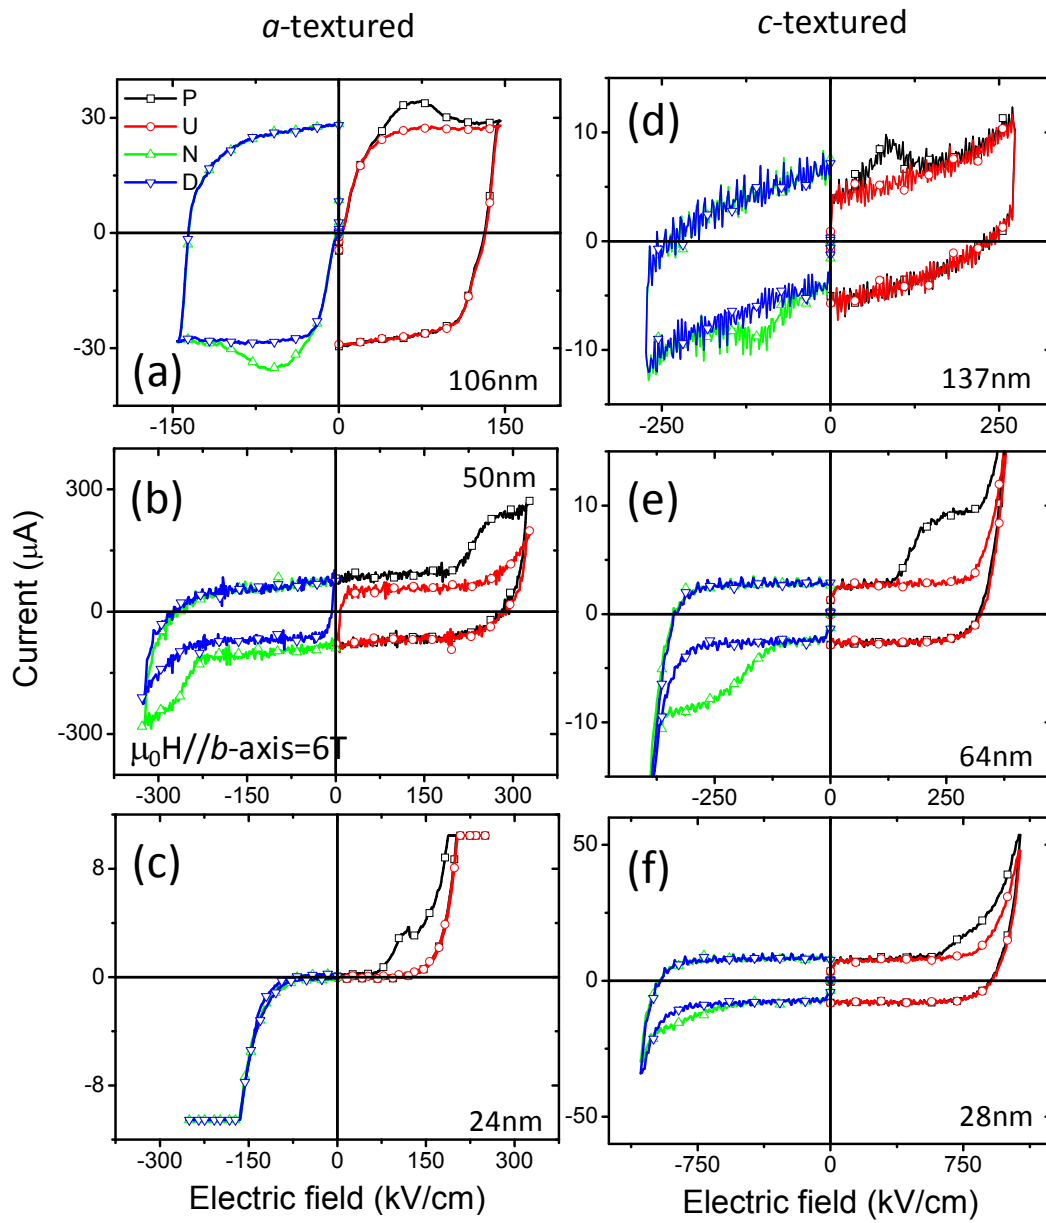 a-textured
c-textured
P
U
N
D
30
0
-30
(a)
106nm
-150
0
150
10
0
-10
(d)
137nm
-250
0
250
300
0
-300
(b)
50nm
μ0H//b-axis=6T
-300
-150
0
150
300
10
0
-10
(e)
64nm
-250
0
250
8
0
-8
(c)
24nm
-300
-150
0
150
300
50
0
-50
(f)
28nm
-750
0
750
Current (μA)
Electric field (kV/cm)
Electric field (kV/cm)